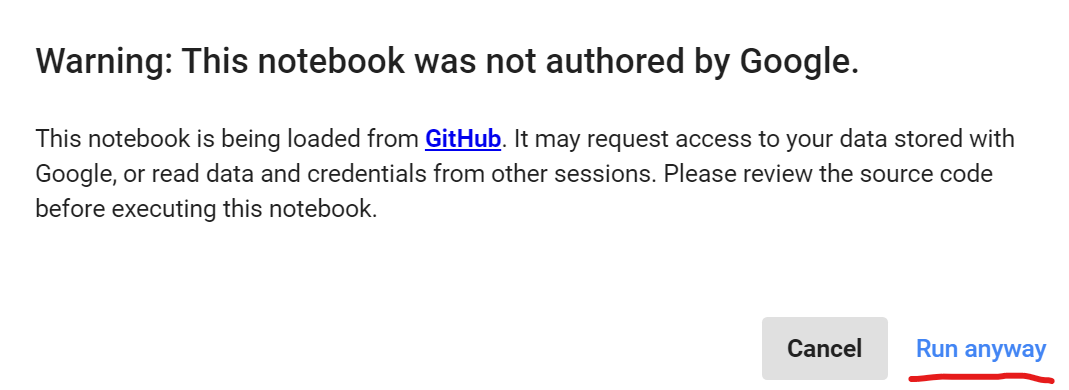 Warning: This notebook was not authored by Google.
This notebook is being loaded from GitHub. It may request access to your data stored with
Google, or read data and credentials from other sessions. Please review the source code
before executing this notebook.
Cancel
Run anyway